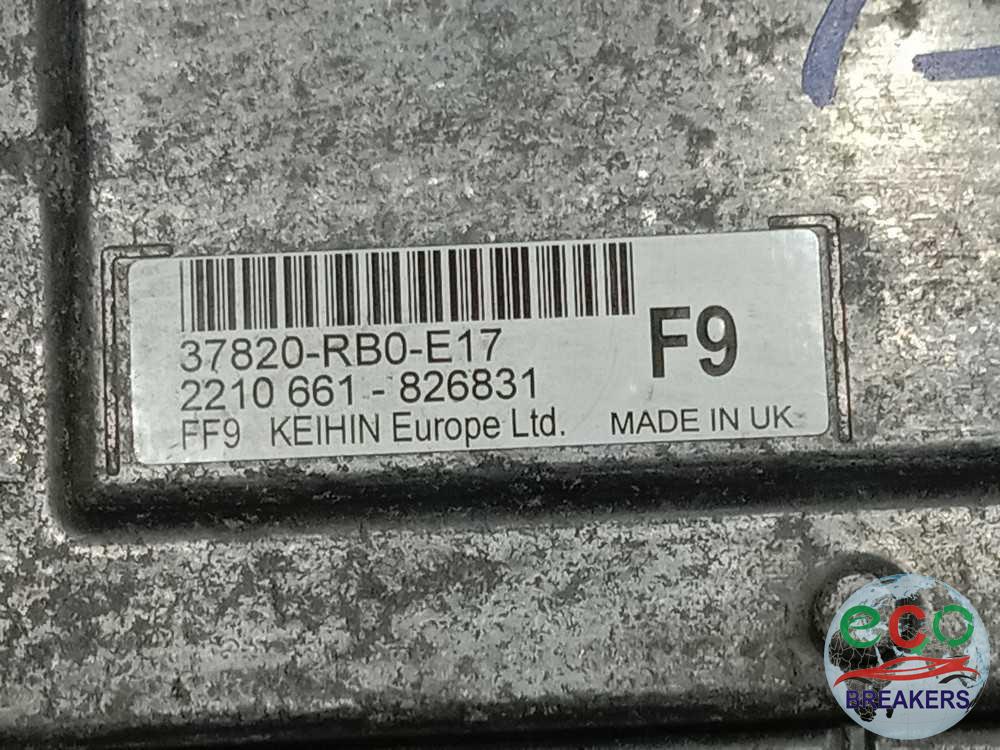 37820-RB0-E17
F9
2210 661 - 826831
FF9 KEIHIN Europe Ltd. MADE IN UK
eco
BREAKERS